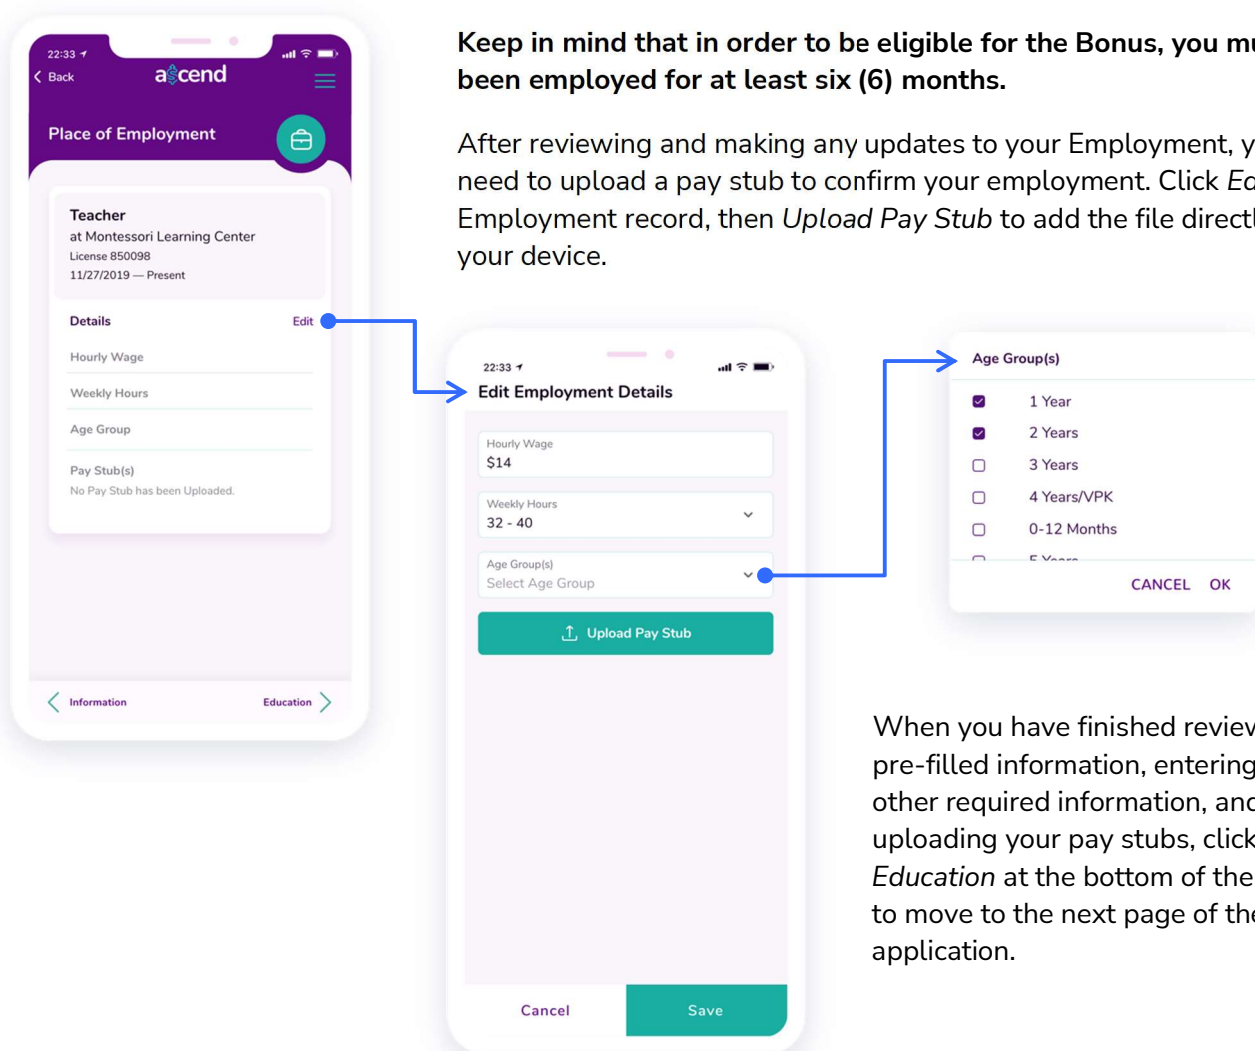 22:33
Back
ascend
Place of Employment
Teacher
at Montessori Learning Center
License 850098
11/27/2019 — Present
Details Edit
Hourly Wage
Weekly Hours
Age Group
Pay Stub(s)
No Pay Stub has been Uploaded.
Information Education
Keep in mind that in order to be eligible for the Bonus, you
been employed for at least six (6) months.
After reviewing and making any updates to your Employment,
need to upload a pay stub to confirm your employment. Click
Employment record, then Upload Pay Stub to add the file
your device.
22:33
Edit Employment Details
Hourly Wage
$14
Weekly Hours
32 - 40
Age Group(s)
Select Age Group
Upload Pay Stub
Cancel Save
Age Group(s)
1 Year
2 Years
3 Years
4 Years/VPK
0-12 Months
5 Years
CANCEL OK
When you have finished
pre-filled information, entering
other required information,
uploading your pay stubs, click
Education at the bottom of the
to move to the next page of the
application.